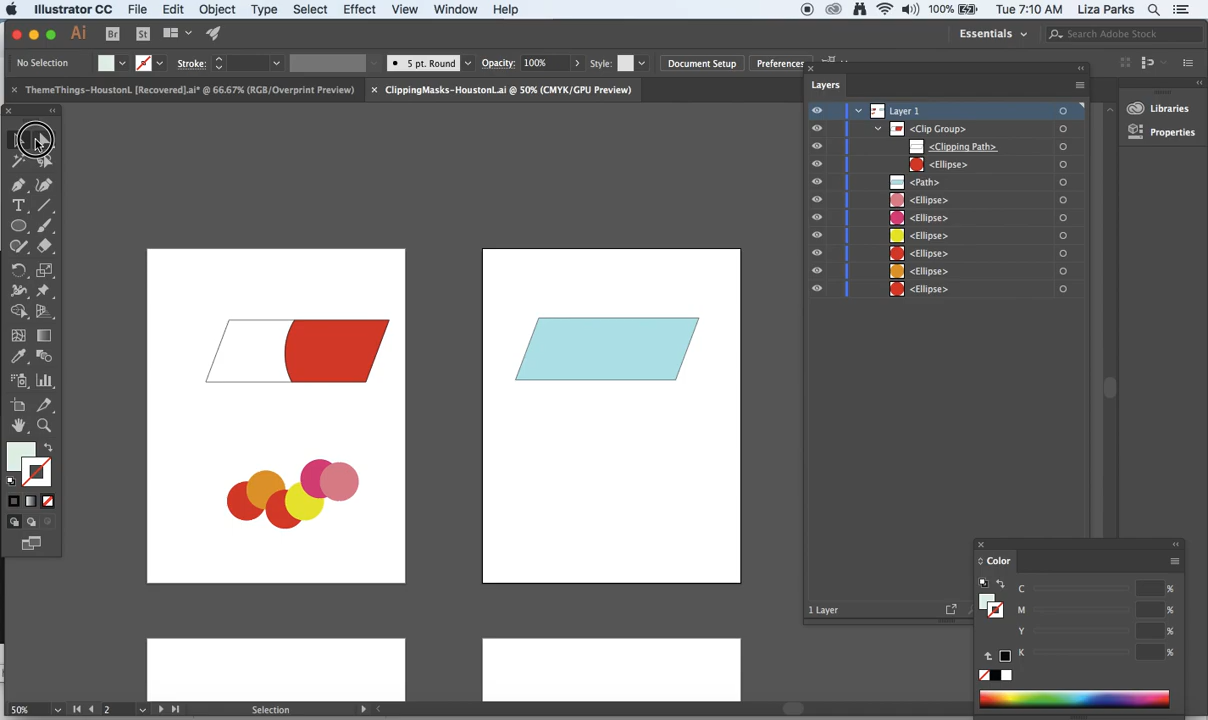 Illustrator CC File Edit Object Type Select Effect View Window Help 100% Tue 7:10 AM Liza Parks
Ai Br St Essentials Search Adobe Stock
No Selection Stroke: 5 pt. Round Opacity: 100% Style: Document Setup Preferences
× ThemeThings-HoustonL [Recovered].ai* @ 66.67% (RGB/Overprint Preview) × ClippingMasks-HoustonL.ai @ 50% (CMYK/GPU Preview)
Layers
Layer 1
<Clip Group>
<Clipping Path>
<Ellipse>
<Path>
<Ellipse>
<Ellipse>
<Ellipse>
<Ellipse>
<Ellipse>
<Ellipse>
1 Layer
Libraries
Properties
Color
C %
M %
Y %
K %
50% 2 Selection